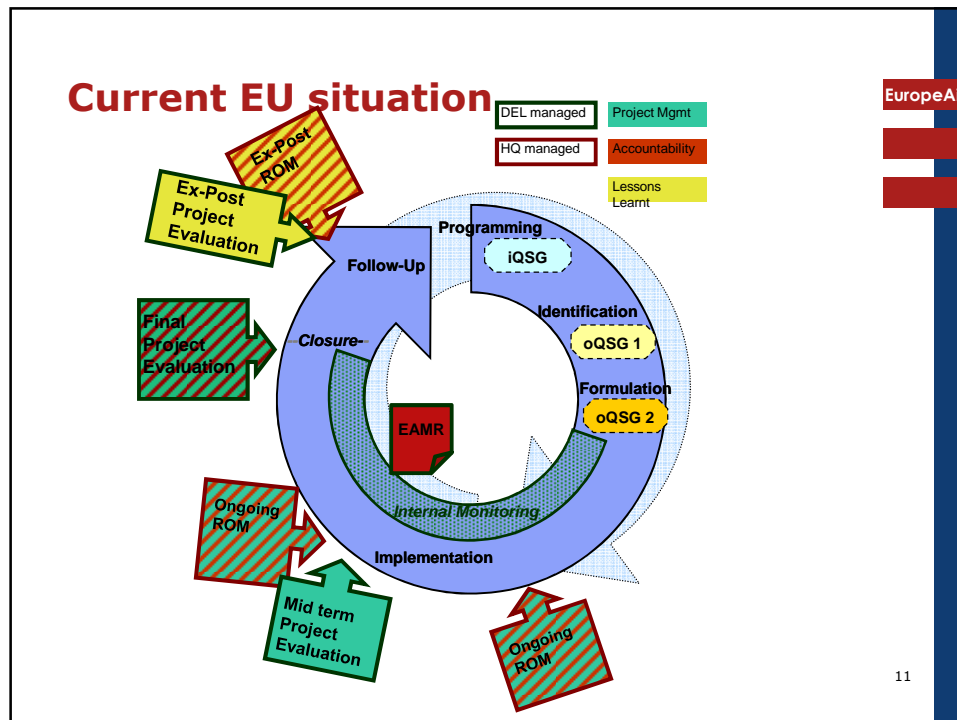 Current EU situation
DEL managed
Project Mgmt
HQ managed
Accountability
Lessons
Learnt
EuropeAi
Ex-Post
ROM
Ex-Post
Project
Evaluation
Programming
iQSG
Follow-Up
Identification
oQSG 1
Final
Project
Evaluation
-Closure-
Formulation
oQSG 2
EAMR
Ongoing
ROM
Internal Monitoring
Implementation
Mid term
Project
Evaluation
Ongoing
ROM
11